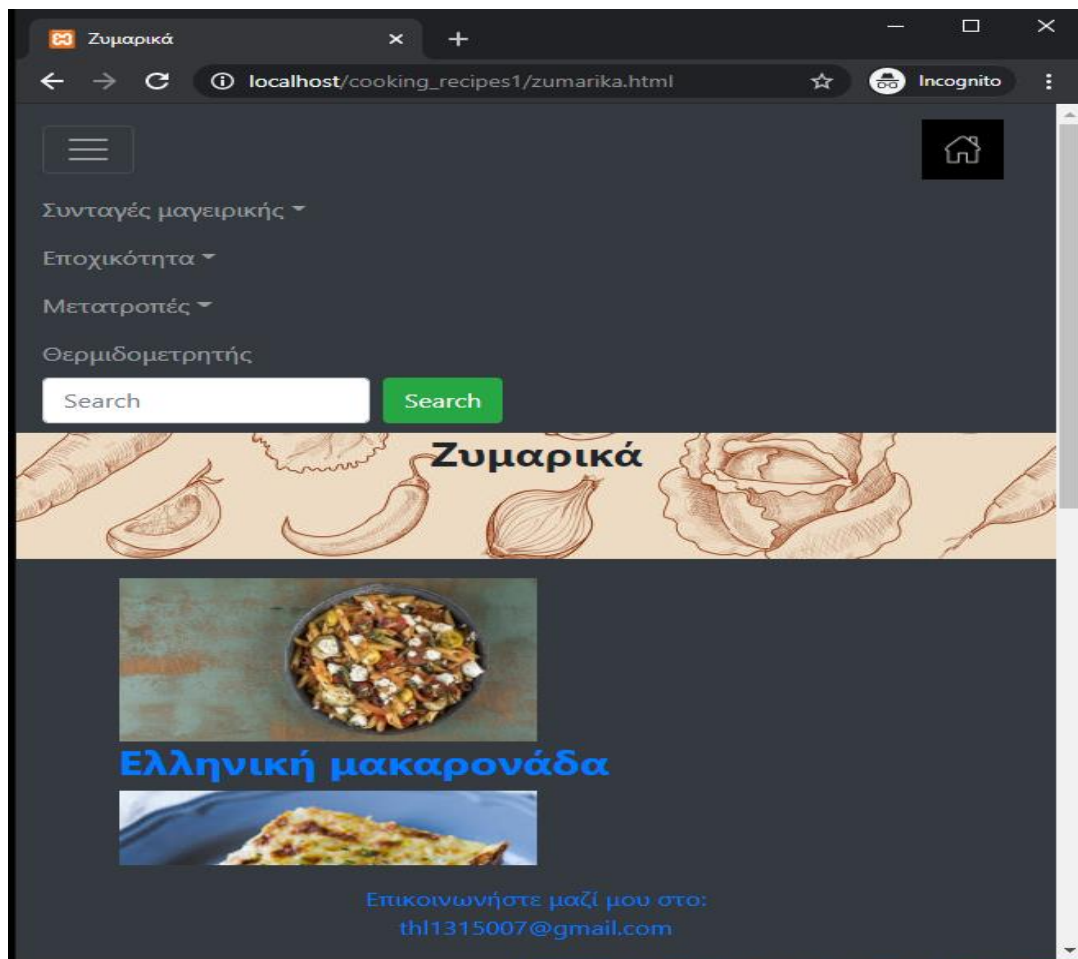 Ζυμαρικά
localhost/cooking_recipes1/zumarika.html
Incognito
Συνταγές μαγειρικής
Εποχικότητα
Μετατροπές
Θερμιδομετρητής
Search Search
Ζυμαρικά
Ελληνική μακαρονάδα
Επικοινωνήστε μαζί μου στο:
thl1315007@gmail.com